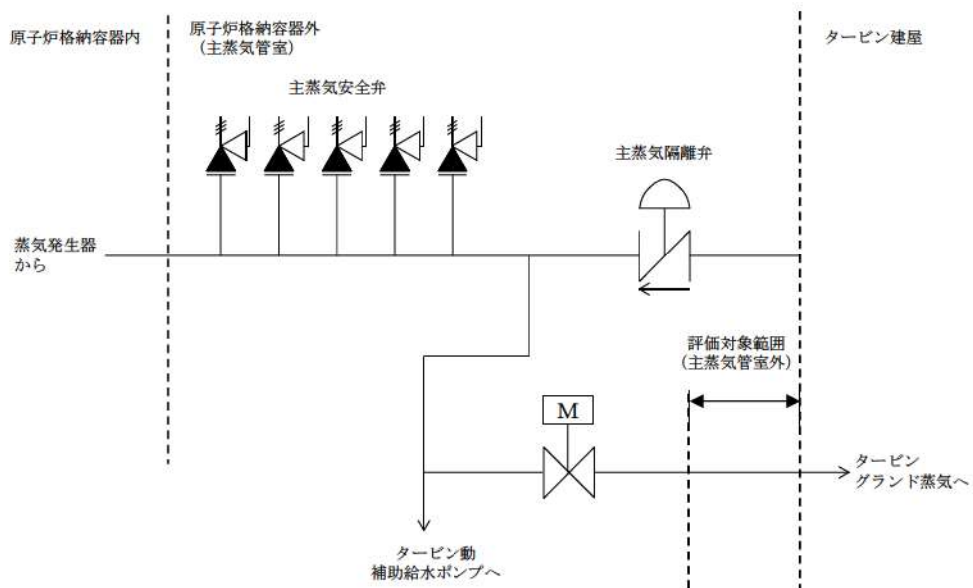 原子炉格納容器内
原子炉格納容器外
（主蒸気管室）
タービン建屋
主蒸気安全弁
主蒸気隔離弁
蒸気発生器
から
評価対象範囲
（主蒸気管室外）
M
タービン
グランド蒸気へ
タービン動
補助給水ポンプへ